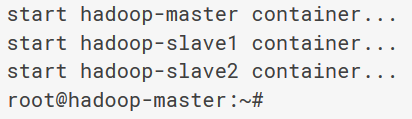 start hadoop-master container...
start hadoop-slave1 container...
start hadoop-slave2 container...
root@hadoop-master:~#